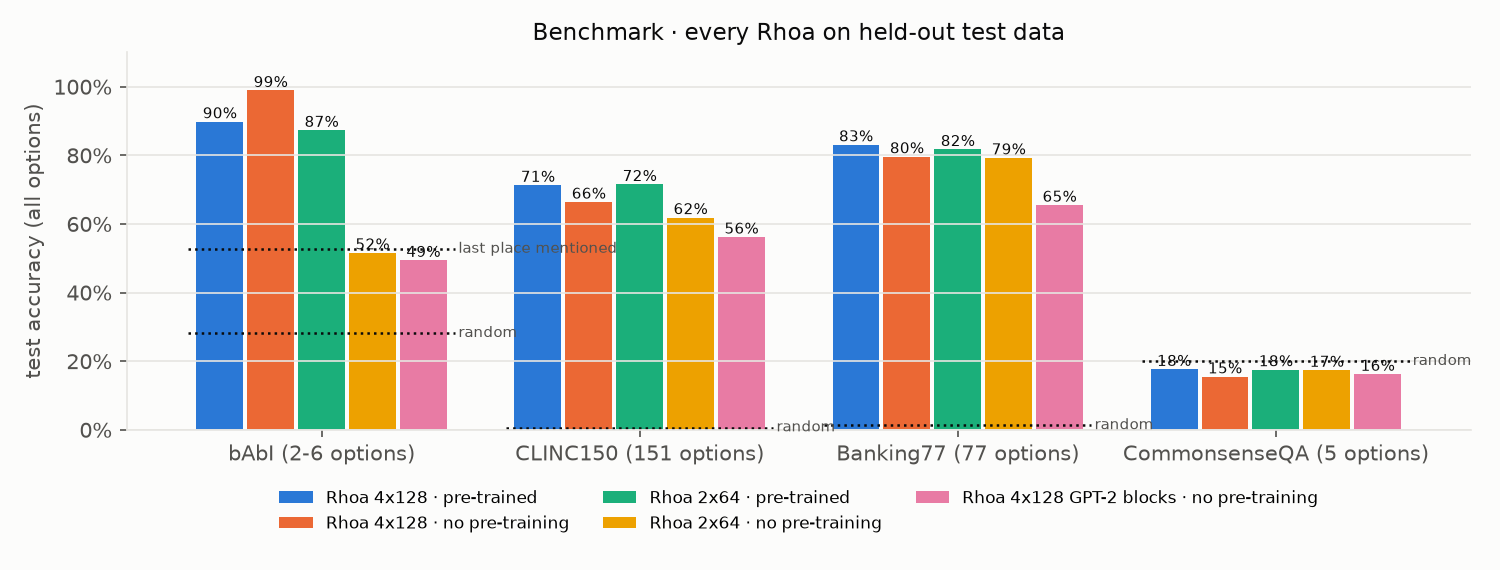 Benchmark · every Rhoa on held-out test data
test accuracy (all options)
100%
80%
60%
40%
20%
0%
90%
99%
87%
52%
49%
last place mentioned
random
71%
66%
72%
62%
56%
random
83%
80%
82%
79%
65%
random
18%
15%
18%
17%
16%
random
bAbI (2-6 options)
CLINC150 (151 options)
Banking77 (77 options)
CommonsenseQA (5 options)
Rhoa 4x128 · pre-trained
Rhoa 4x128 · no pre-training
Rhoa 2x64 · pre-trained
Rhoa 2x64 · no pre-training
Rhoa 4x128 GPT-2 blocks · no pre-training